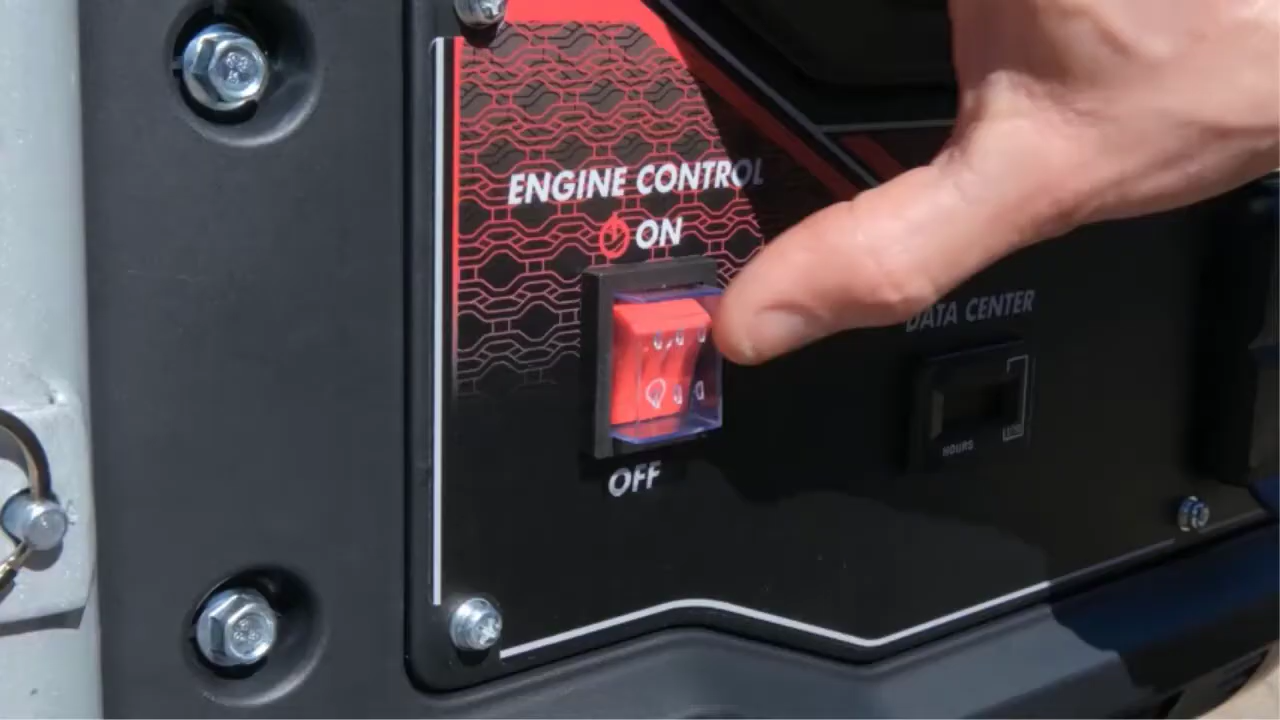 ENGINE CONTROL
ON
OFF
DATA CENTER
HOURS